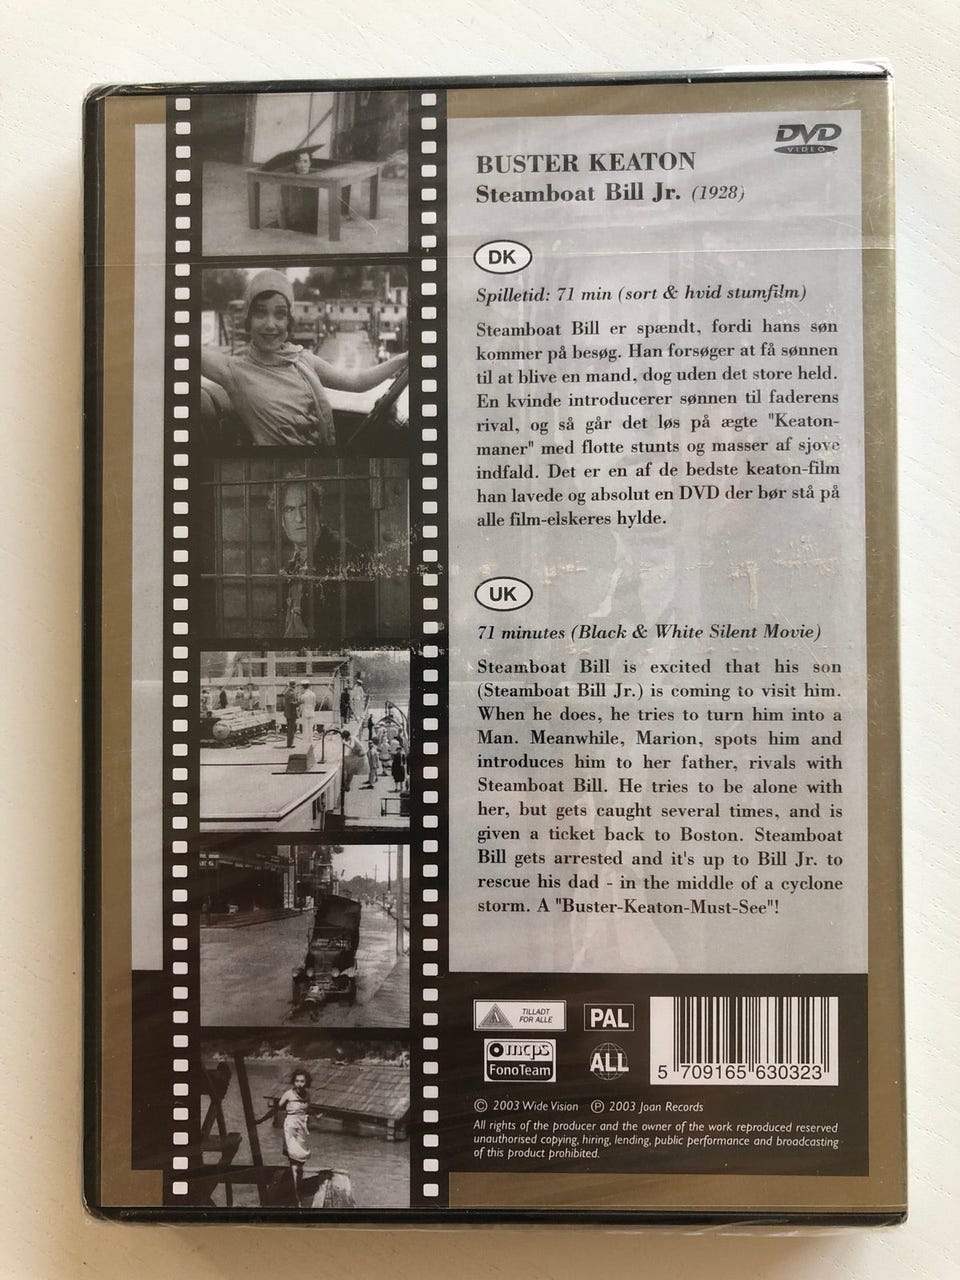 DVD
VIDEO
BUSTER KEATON
Steamboat Bill Jr. (1928)
DK
Spilletid: 71 min (sort & hvid stumfilm)
Steamboat Bill er spændt, fordi hans søn
kommer på besøg. Han forsøger at få sønnen
til at blive en mand, dog uden det store held.
En kvinde introducerer sønnen til faderens
rival, og så går det løs på ægte "Keaton-
maner" med flotte stunts og masser af sjove
indfald. Det er en af de bedste keaton-film
han lavede og absolut en DVD der bør stå på
alle film-elskeres hylde.
UK
71 minutes (Black & White Silent Movie)
Steamboat Bill is excited that his son
(Steamboat Bill Jr.) is coming to visit him.
When he does, he tries to turn him into a
Man. Meanwhile, Marion, spots him and
introduces him to her father, rivals with
Steamboat Bill. He tries to be alone with
her, but gets caught several times, and is
given a ticket back to Boston. Steamboat
Bill gets arrested and it's up to Bill Jr. to
rescue his dad - in the middle of a cyclone
storm. A "Buster-Keaton-Must-See"!
TILLADT
FOR ALLE
PAL
mcps
FonoTeam
ALL
5 709165 630323
© 2003 Wide Vision ℗ 2003 Joan Records
All rights of the producer and the owner of the work reproduced reserved
unauthorised copying, hiring, lending, public performance and broadcasting
of this product prohibited.